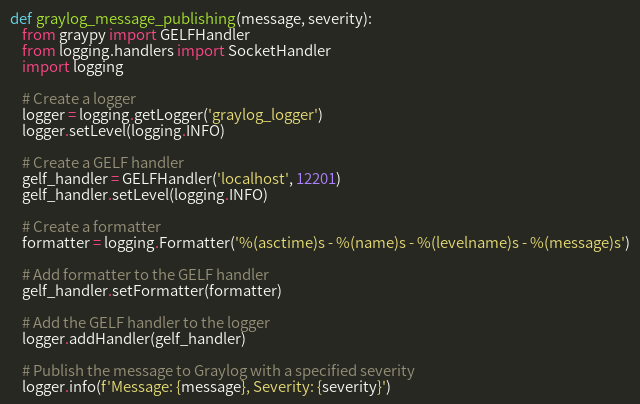 def graylog_message_publishing(message, severity):
    from graypy import GELFHandler
    from logging.handlers import SocketHandler
    import logging

    # Create a logger
    logger = logging.getLogger('graylog_logger')
    logger.setLevel(logging.INFO)

    # Create a GELF handler
    gelf_handler = GELFHandler('localhost', 12201)
    gelf_handler.setLevel(logging.INFO)

    # Create a formatter
    formatter = logging.Formatter('%(asctime)s - %(name)s - %(levelname)s - %(message)s')

    # Add formatter to the GELF handler
    gelf_handler.setFormatter(formatter)

    # Add the GELF handler to the logger
    logger.addHandler(gelf_handler)

    # Publish the message to Graylog with a specified severity
    logger.info(f'Message: {message}, Severity: {severity}')